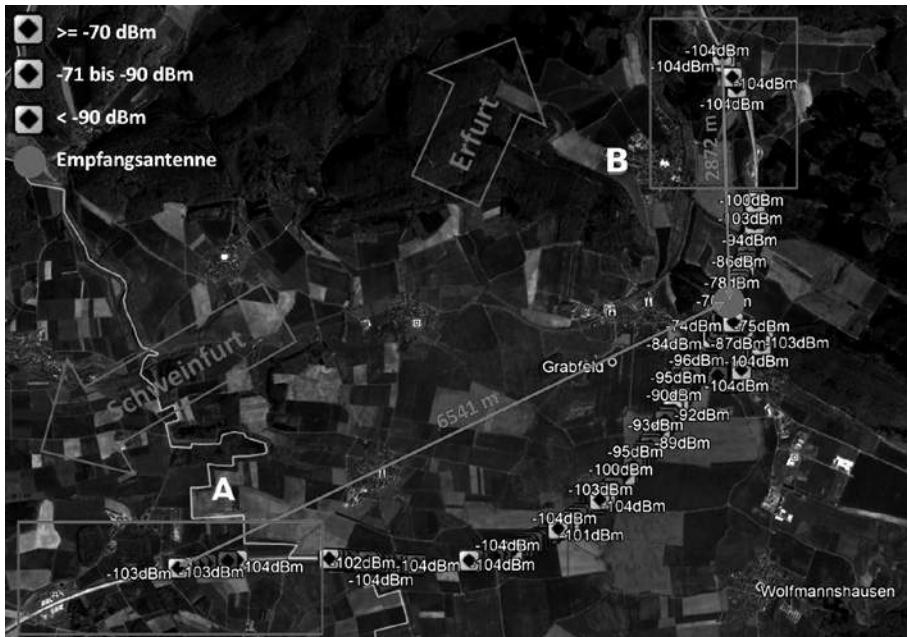 >= -70 dBm
-71 bis -90 dBm
< -90 dBm
Empfangsantenne
Erfurt
B
-104dBm
-104dBm
-104dBm
-104dBm
2872 m
-100dBm
-103dBm
-94dBm
-86dBm
-78dBm
-74dBm
-75dBm
-84dBm
-87dBm
-103dBm
-96dBm
-104dBm
-95dBm
-104dBm
-90dBm
-92dBm
-93dBm
-89dBm
-95dBm
-100dBm
-103dBm
-104dBm
-104dBm
-101dBm
Grabfeld
Schweinfurt
6541 m
A
-104dBm
-103dBm
-103dBm
-104dBm
-102dBm
-104dBm
-104dBm
-104dBm
Wolfmannshausen